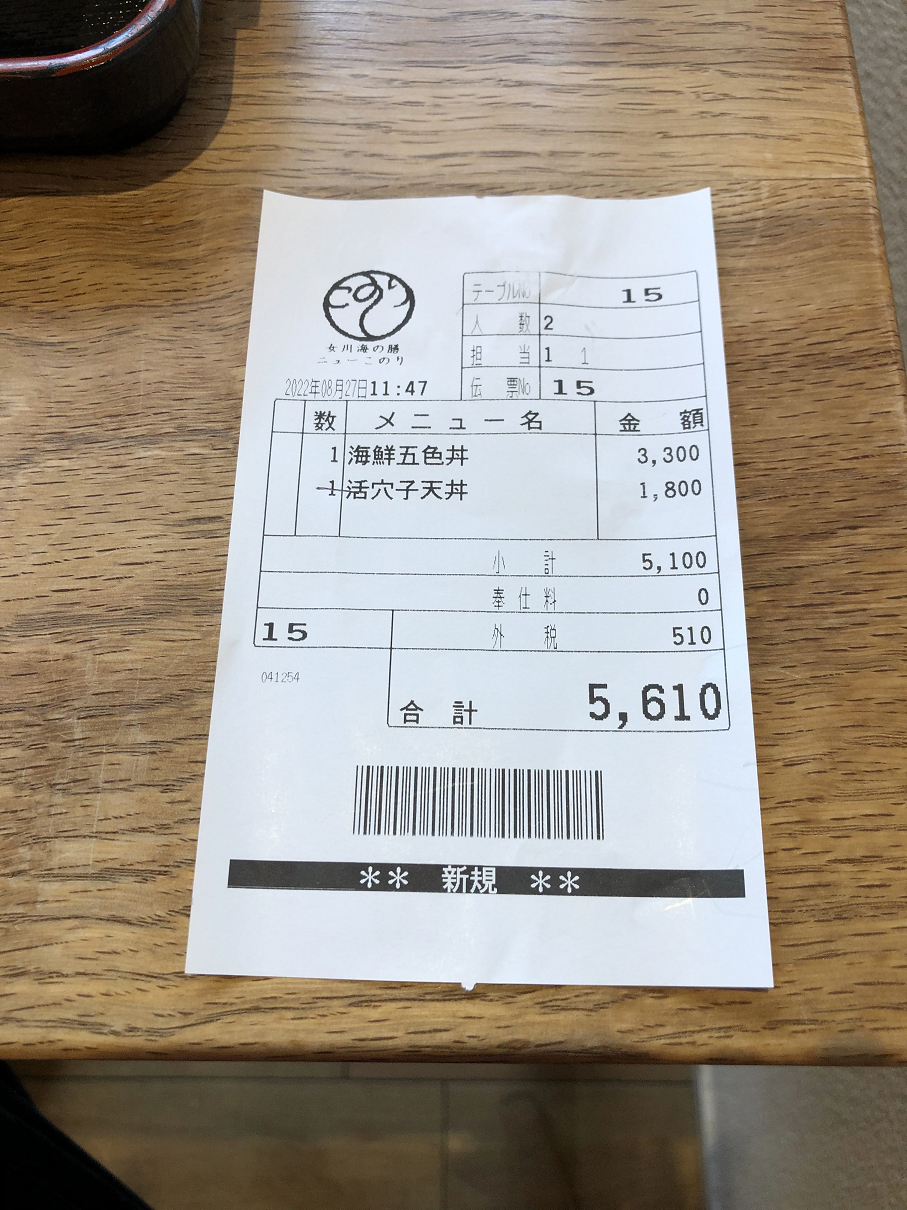 このり
女川海の膳
ニューこのり
テーブルNo 15
人数 2
担当 1 1
2022年08月27日11:47
伝票No 15
数 メニュー名 金額
1 海鮮五色丼 3,300
1 活穴子天丼 1,800
小計 5,100
奉仕料 0
15 外税 510
041254
合計 5,610
** 新規 **